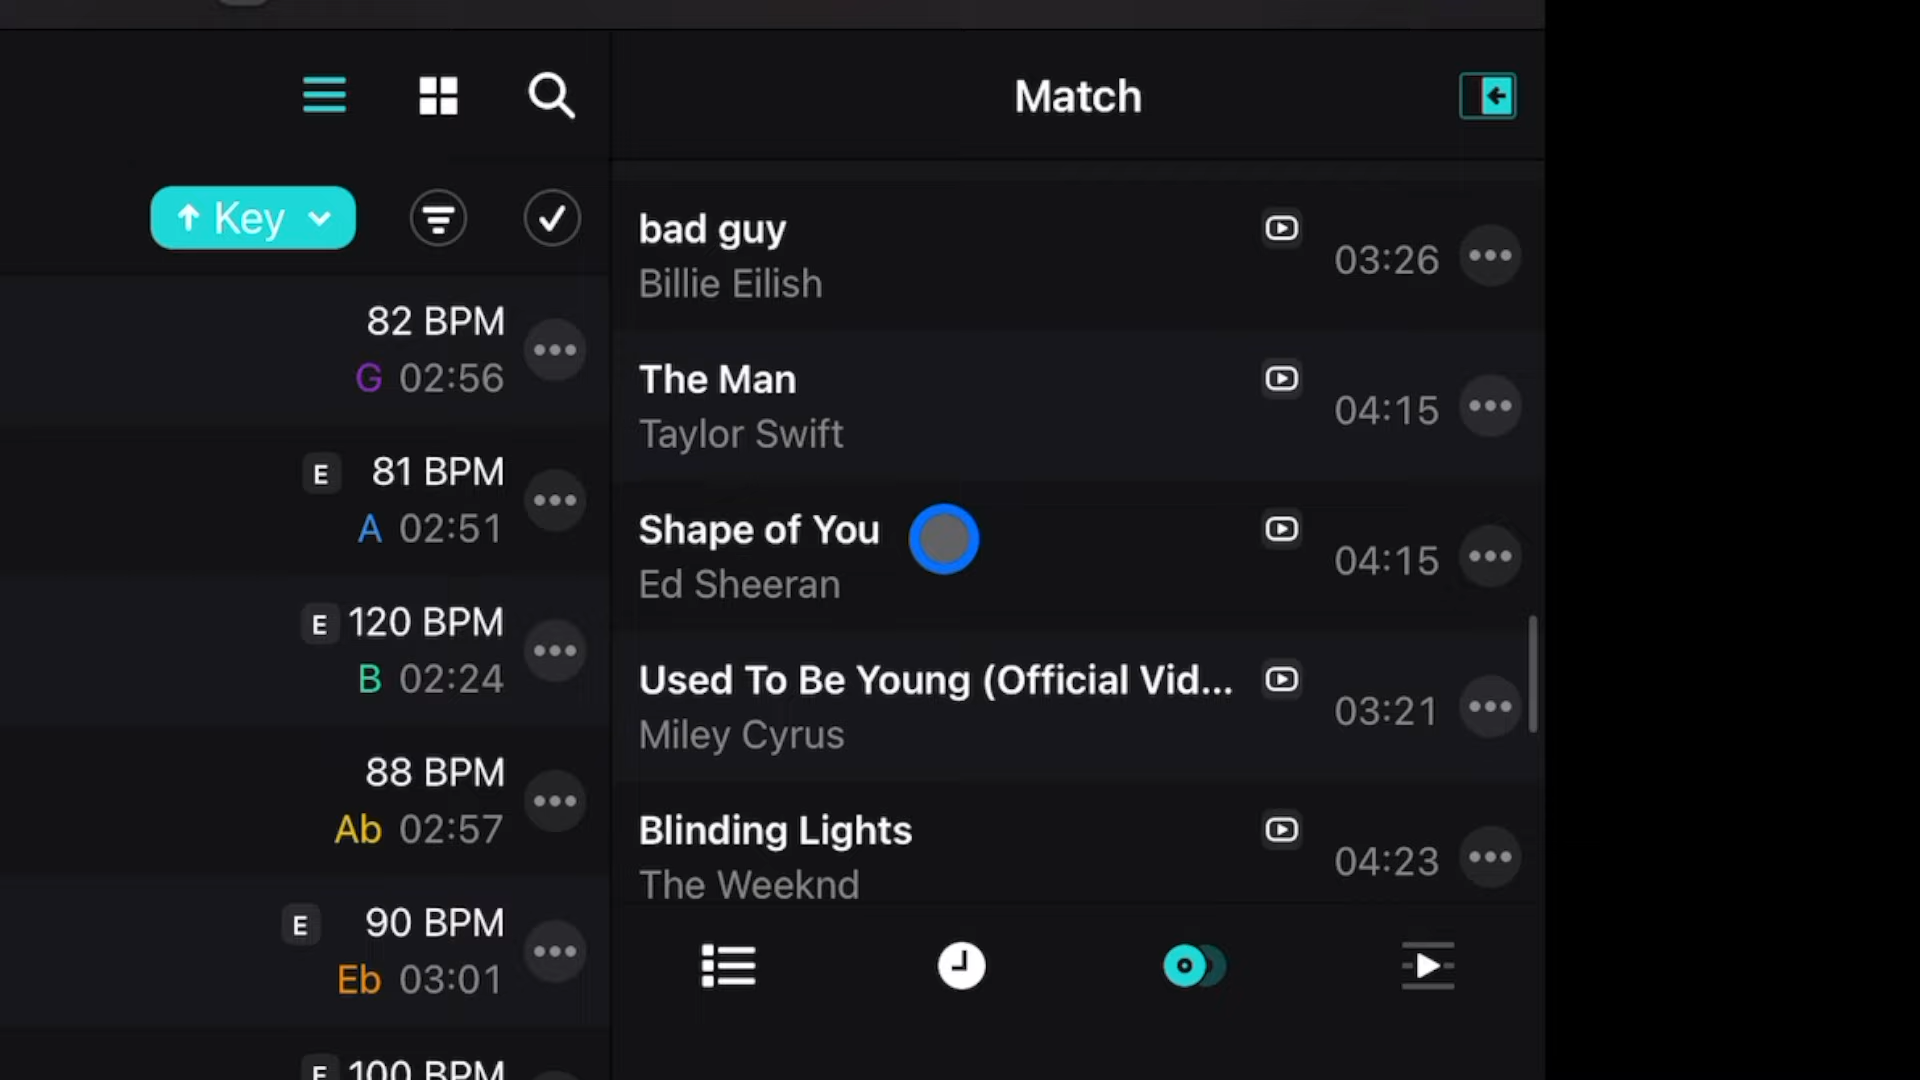 Match
Key
82 BPM
G 02:56
E 81 BPM
A 02:51
E 120 BPM
B 02:24
88 BPM
Ab 02:57
E 90 BPM
Eb 03:01
E 100 BPM
bad guy
Billie Eilish
03:26
The Man
Taylor Swift
04:15
Shape of You
Ed Sheeran
04:15
Used To Be Young (Official Vid...
Miley Cyrus
03:21
Blinding Lights
The Weeknd
04:23